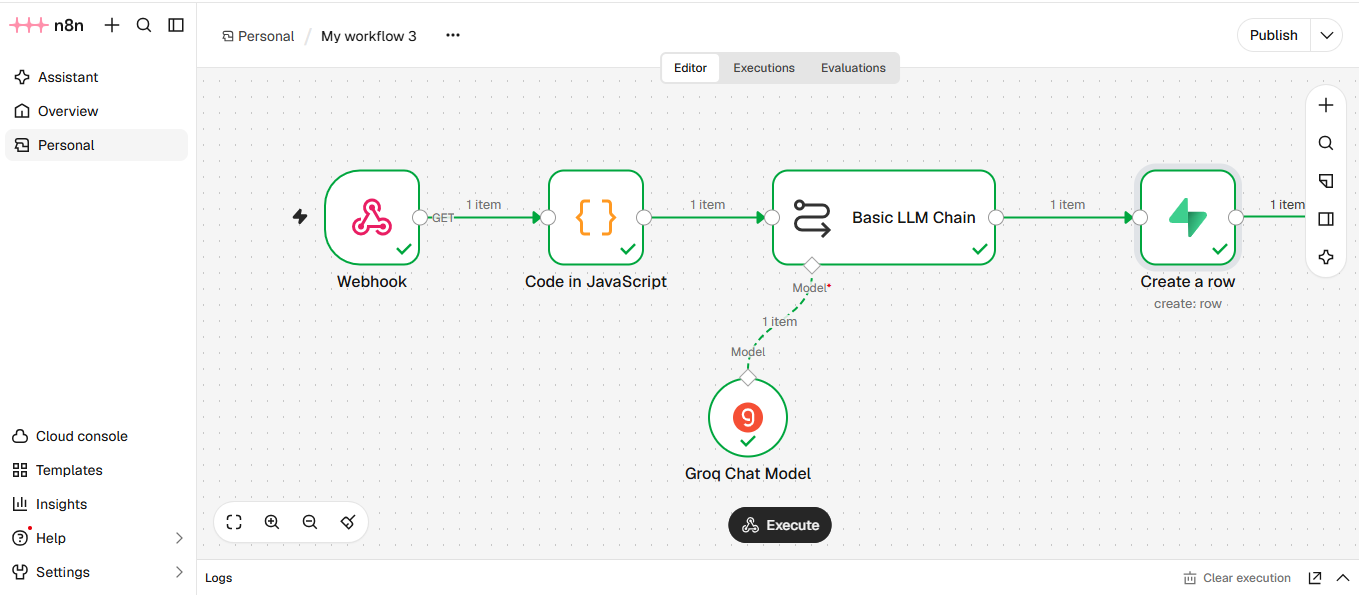 n8n
Personal / My workflow 3 ...
Publish
Assistant
Overview
Personal
Editor Executions Evaluations
GET 1 item
1 item
1 item
1 item
Basic LLM Chain
Webhook
Code in JavaScript
Model*
Create a row
create: row
1 item
Model
g
Groq Chat Model
Execute
Cloud console
Templates
Insights
Help
Settings
Logs
Clear execution